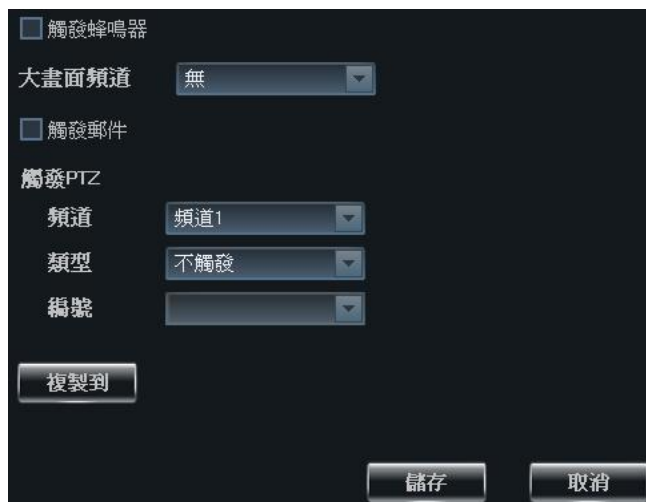 觸發蜂鳴器
大畫面頻道 無
觸發郵件
觸發PTZ
頻道 頻道1
類型 不觸發
編號
複製到
儲存 取消